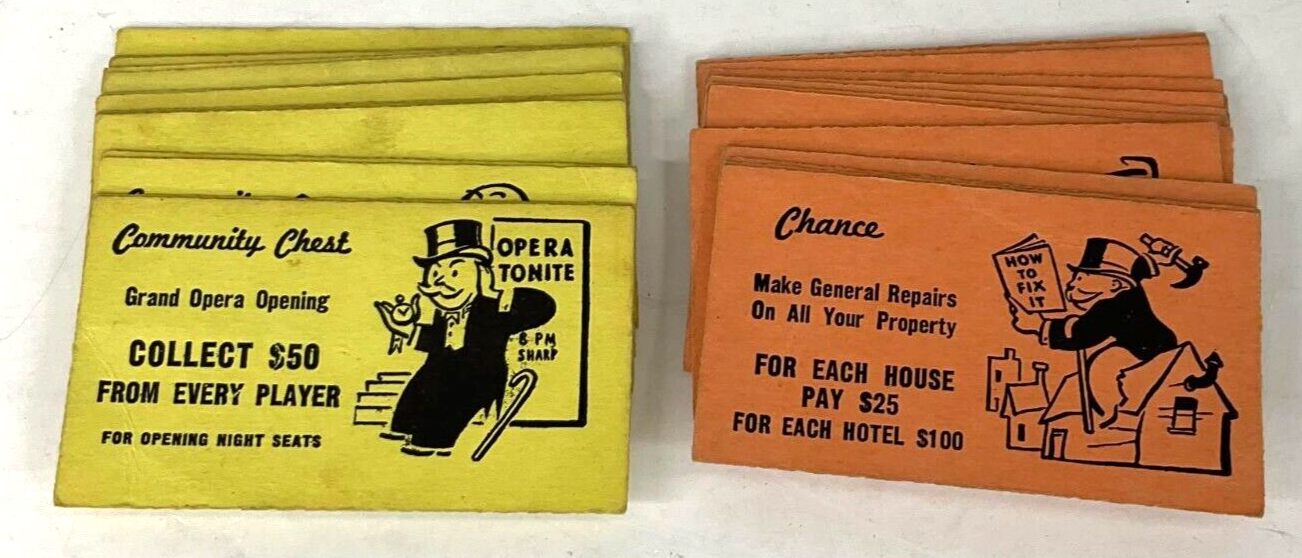 Community Chest
Grand Opera Opening
COLLECT $50
FROM EVERY PLAYER
FOR OPENING NIGHT SEATS
OPERA
TONITE
8 PM
SHARP
Chance
Make General Repairs
On All Your Property
FOR EACH HOUSE
PAY $25
FOR EACH HOTEL $100
HOW
TO
FIX
IT